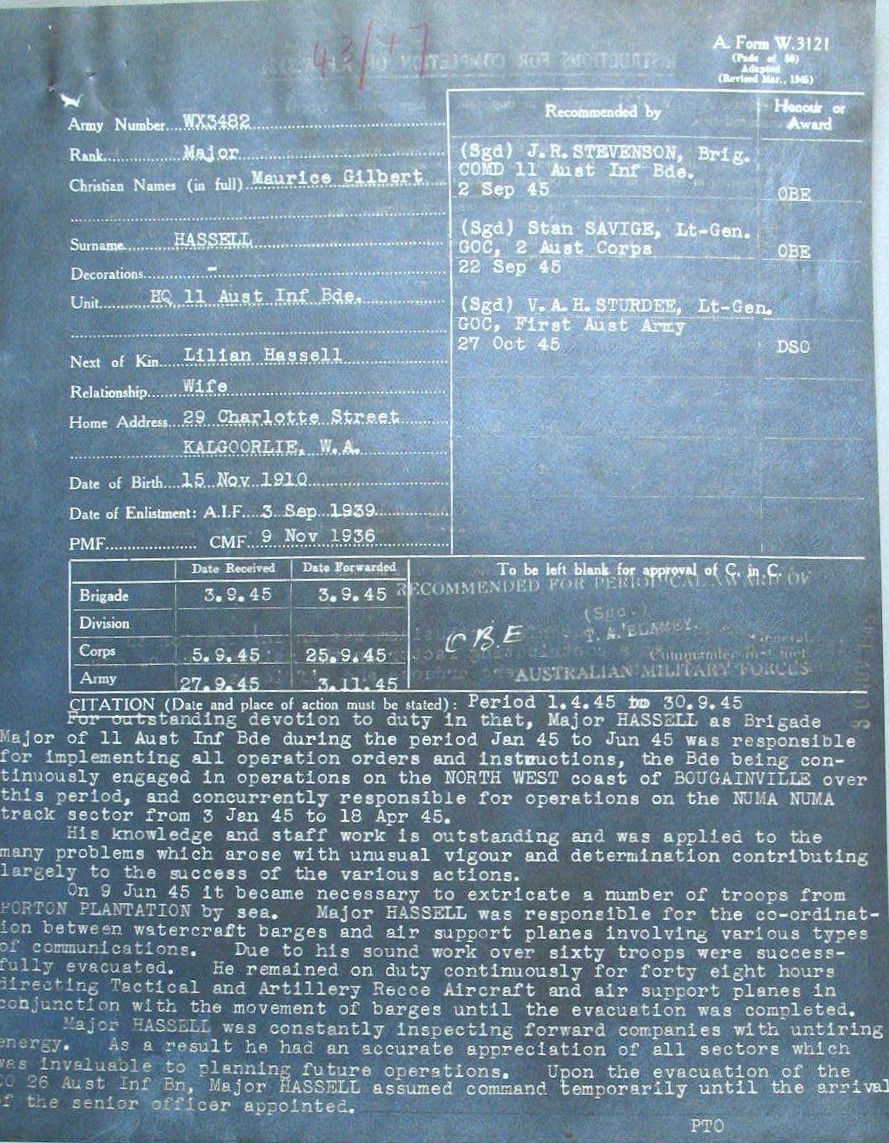 43/47
A. Form W.3121
(Pads of 50)
Adapted
(Revised Mar., 1945)
Army Number WX3482
Rank Major
Christian Names (in full) Maurice Gilbert
Surname HASSELL
Decorations -
Unit HQ 11 Aust Inf Bde.
Next of Kin Lilian Hassell
Relationship Wife
Home Address 29 Charlotte Street
KALGOORLIE, W.A.
Date of Birth 15 Nov 1910
Date of Enlistment: A.I.F. 3 Sep 1939
PMF CMF 9 Nov 1936
Recommended by
Honour or
Award
(Sgd) J.R.STEVENSON, Brig.
COMD 11 Aust Inf Bde.
2 Sep 45 OBE
(Sgd) Stan SAVIGE, Lt-Gen.
GOC, 2 Aust Corps OBE
22 Sep 45
(Sgd) V.A.H.STURDEE, Lt-Gen.
GOC, First Aust Army
27 Oct 45 DSO
Date Received Date Forwarded
Brigade 3.9.45 3.9.45
Division
Corps 5.9.45 25.9.45
Army 27.9.45 3.11.45
To be left blank for approval of C. in C.
RECOMMENDED FOR PERIODICAL AWARD OF
OBE
(Sgd.)
T. A. BLAMEY.
General.
AUSTRALIAN MILITARY FORCES
CITATION (Date and place of action must be stated): Period 1.4.45 to 30.9.45
For outstanding devotion to duty in that, Major HASSELL as Brigade
Major of 11 Aust Inf Bde during the period Jan 45 to Jun 45 was responsible
for implementing all operation orders and instructions, the Bde being con-
tinuously engaged in operations on the NORTH WEST coast of BOUGAINVILLE over
this period, and concurrently responsible for operations on the NUMA NUMA
track sector from 3 Jan 45 to 18 Apr 45.
His knowledge and staff work is outstanding and was applied to the
many problems which arose with unusual vigour and determination contributing
largely to the success of the various actions.
On 9 Jun 45 it became necessary to extricate a number of troops from
PORTON PLANTATION by sea. Major HASSELL was responsible for the co-ordinat-
ion between watercraft barges and air support planes involving various types
of communications. Due to his sound work over sixty troops were success-
fully evacuated. He remained on duty continuously for forty eight hours
directing Tactical and Artillery Recce Aircraft and air support planes in
conjunction with the movement of barges until the evacuation was completed.
Major HASSELL was constantly inspecting forward companies with untiring
energy. As a result he had an accurate appreciation of all sectors which
was invaluable to planning future operations. Upon the evacuation of the
CO 26 Aust Inf Bn, Major HASSELL assumed command temporarily until the arrival
of the senior officer appointed.
PTO